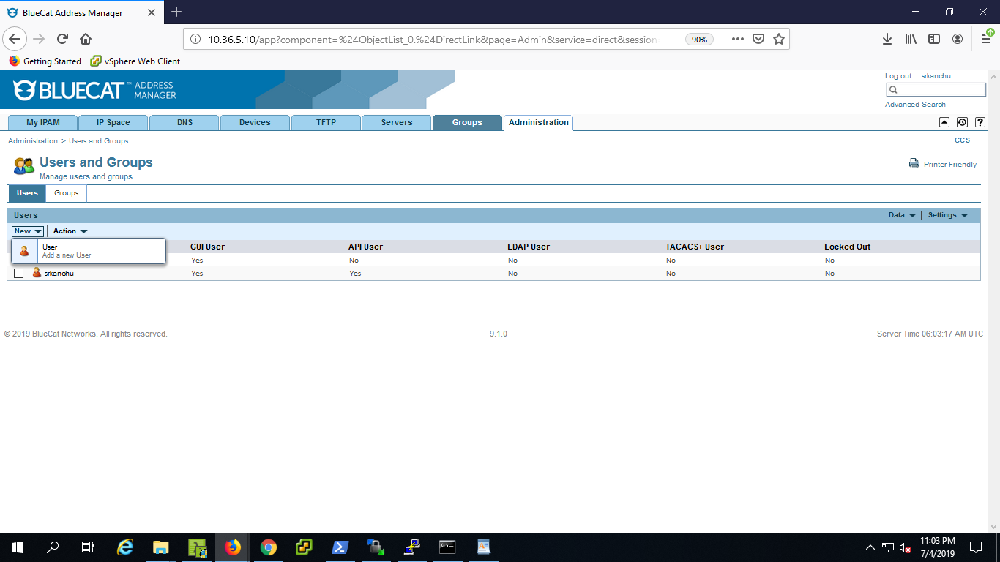 BlueCat Address Manager
10.36.5.10/app?component=%24ObjectList_0.%24DirectLink&page=Admin&service=direct&session
90%
Getting Started
vSphere Web Client
BLUECAT™ ADDRESS MANAGER
Log out | srkanchu
Advanced Search
My IPAM
IP Space
DNS
Devices
TFTP
Servers
Groups
Administration
Administration > Users and Groups
CCS
Users and Groups
Manage users and groups
Printer Friendly
Users
Groups
Users
Data
Settings
New
Action
User
Add a new User
GUI User API User LDAP User TACACS+ User Locked Out
Yes No No No No
srkanchu Yes Yes No No No
© 2019 BlueCat Networks. All rights reserved.
9.1.0
Server Time 06:03:17 AM UTC
11:03 PM
7/4/2019